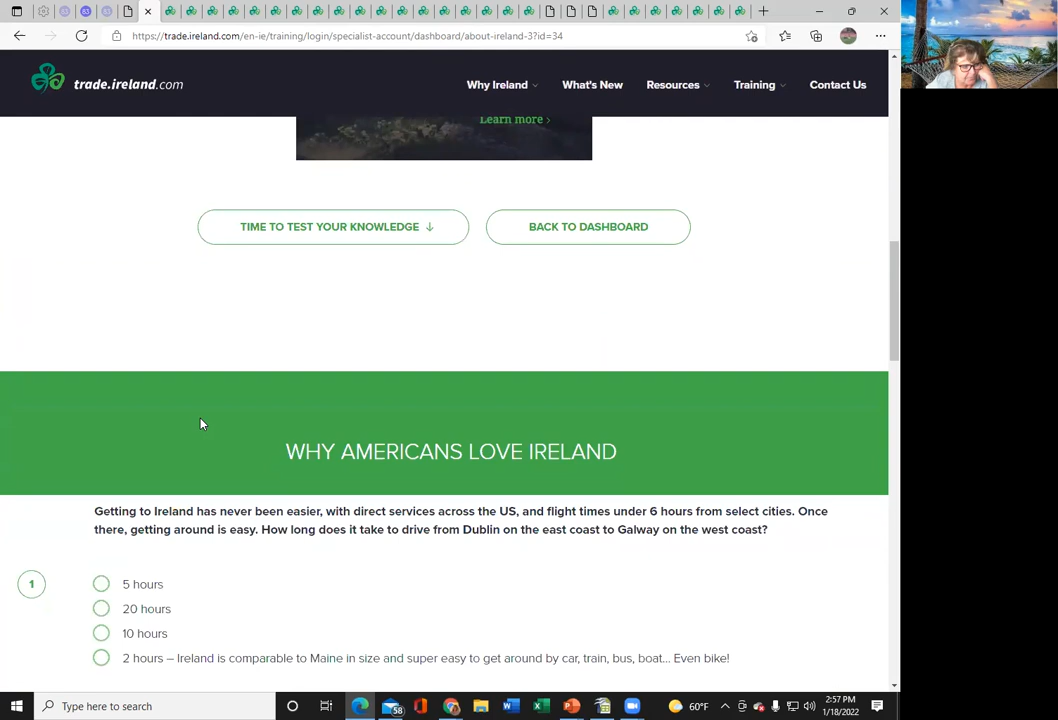 https://trade.ireland.com/en-ie/training/login/specialist-account/dashboard/about-ireland-3?id=34
trade.ireland.com
Why Ireland
What's New
Resources
Training
Contact Us
Learn more ›
TIME TO TEST YOUR KNOWLEDGE ↓
BACK TO DASHBOARD
WHY AMERICANS LOVE IRELAND
Getting to Ireland has never been easier, with direct services across the US, and flight times under 6 hours from select cities. Once
there, getting around is easy. How long does it take to drive from Dublin on the east coast to Galway on the west coast?
1
5 hours
20 hours
10 hours
2 hours – Ireland is comparable to Maine in size and super easy to get around by car, train, bus, boat... Even bike!
Type here to search
58
60°F
2:57 PM
1/18/2022